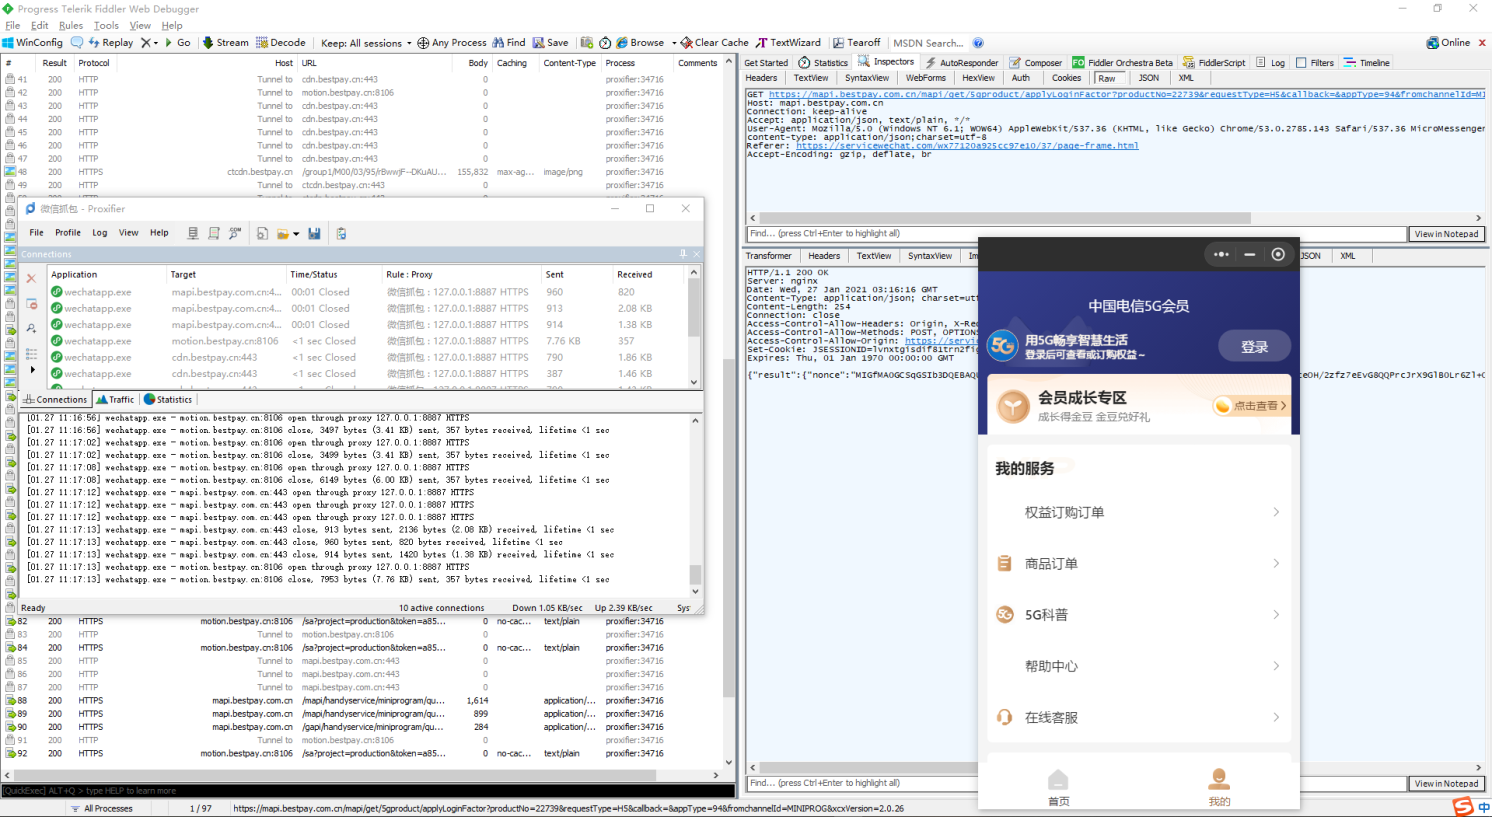 Progress Telerik Fiddler Web Debugger
File Edit Rules Tools View Help
WinConfig Replay X Go Stream Decode Keep: All sessions Any Process Find Save Browse Clear Cache TextWizard Tearoff MSDN Search... Online
# Result Protocol Host URL Body Caching Content-Type Process Comments
41 200 HTTP Tunnel to cdn.bestpay.cn:443 0 proxifier:34716
42 200 HTTP Tunnel to motion.bestpay.cn:8106 0 proxifier:34716
43 200 HTTP Tunnel to cdn.bestpay.cn:443 0 proxifier:34716
44 200 HTTP Tunnel to cdn.bestpay.cn:443 0 proxifier:34716
45 200 HTTP Tunnel to cdn.bestpay.cn:443 0 proxifier:34716
46 200 HTTP Tunnel to cdn.bestpay.cn:443 0 proxifier:34716
47 200 HTTP Tunnel to cdn.bestpay.cn:443 0 proxifier:34716
48 200 HTTPS ctcdn.bestpay.cn /group1/M00/03/95/rBwwjF--DKuAU... 155,832 max-ag... image/png proxifier:34716
49 200 HTTP Tunnel to ctcdn.bestpay.cn:443 0 proxifier:34716
微信抓包 - Proxifier
File Profile Log View Help
Connections
Application Target Time/Status Rule : Proxy Sent Received
wechatapp.exe mapi.bestpay.com.cn:4... 00:01 Closed 微信抓包 : 127.0.0.1:8887 HTTPS 960 820
wechatapp.exe mapi.bestpay.com.cn:4... 00:01 Closed 微信抓包 : 127.0.0.1:8887 HTTPS 913 2.08 KB
wechatapp.exe mapi.bestpay.com.cn:4... 00:01 Closed 微信抓包 : 127.0.0.1:8887 HTTPS 914 1.38 KB
wechatapp.exe motion.bestpay.cn:8106 <1 sec Closed 微信抓包 : 127.0.0.1:8887 HTTPS 7.76 KB 357
wechatapp.exe cdn.bestpay.cn:443 <1 sec Closed 微信抓包 : 127.0.0.1:8887 HTTPS 790 1.86 KB
wechatapp.exe cdn.bestpay.cn:443 <1 sec Closed 微信抓包 : 127.0.0.1:8887 HTTPS 387 1.46 KB
Connections Traffic Statistics
[01.27 11:16:56] wechatapp.exe - motion.bestpay.cn:8106 open through proxy 127.0.0.1:8887 HTTPS
[01.27 11:16:56] wechatapp.exe - motion.bestpay.cn:8106 close, 3497 bytes (3.41 KB) sent, 357 bytes received, lifetime <1 sec
[01.27 11:17:02] wechatapp.exe - motion.bestpay.cn:8106 open through proxy 127.0.0.1:8887 HTTPS
[01.27 11:17:02] wechatapp.exe - motion.bestpay.cn:8106 close, 3499 bytes (3.41 KB) sent, 357 bytes received, lifetime <1 sec
[01.27 11:17:08] wechatapp.exe - motion.bestpay.cn:8106 open through proxy 127.0.0.1:8887 HTTPS
[01.27 11:17:08] wechatapp.exe - motion.bestpay.cn:8106 close, 6149 bytes (6.00 KB) sent, 357 bytes received, lifetime <1 sec
[01.27 11:17:12] wechatapp.exe - mapi.bestpay.com.cn:443 open through proxy 127.0.0.1:8887 HTTPS
[01.27 11:17:12] wechatapp.exe - mapi.bestpay.com.cn:443 open through proxy 127.0.0.1:8887 HTTPS
[01.27 11:17:12] wechatapp.exe - mapi.bestpay.com.cn:443 open through proxy 127.0.0.1:8887 HTTPS
[01.27 11:17:13] wechatapp.exe - mapi.bestpay.com.cn:443 close, 913 bytes sent, 2136 bytes (2.08 KB) received, lifetime <1 sec
[01.27 11:17:13] wechatapp.exe - mapi.bestpay.com.cn:443 close, 960 bytes sent, 820 bytes received, lifetime <1 sec
[01.27 11:17:13] wechatapp.exe - mapi.bestpay.com.cn:443 close, 914 bytes sent, 1420 bytes (1.38 KB) received, lifetime <1 sec
[01.27 11:17:13] wechatapp.exe - motion.bestpay.cn:8106 open through proxy 127.0.0.1:8887 HTTPS
[01.27 11:17:13] wechatapp.exe - motion.bestpay.cn:8106 close, 7953 bytes (7.76 KB) sent, 357 bytes received, lifetime <1 sec
Ready 10 active connections Down 1.05 KB/sec Up 2.39 KB/sec Sys
82 200 HTTPS motion.bestpay.cn:8106 /sa?project=production&token=a85... 0 no-cac... text/plain proxifier:34716
83 200 HTTP Tunnel to motion.bestpay.cn:8106 0 proxifier:34716
84 200 HTTPS motion.bestpay.cn:8106 /sa?project=production&token=a85... 0 no-cac... text/plain proxifier:34716
85 200 HTTP Tunnel to mapi.bestpay.com.cn:443 0 proxifier:34716
86 200 HTTP Tunnel to mapi.bestpay.com.cn:443 0 proxifier:34716
87 200 HTTP Tunnel to mapi.bestpay.com.cn:443 0 proxifier:34716
88 200 HTTPS mapi.bestpay.com.cn /mapi/handyservice/miniprogram/qu... 1,614 application/... proxifier:34716
89 200 HTTPS mapi.bestpay.com.cn /mapi/handyservice/miniprogram/qu... 899 application/... proxifier:34716
90 200 HTTPS mapi.bestpay.com.cn /gapi/handyservice/miniprogram/qu... 284 application/... proxifier:34716
91 200 HTTP Tunnel to motion.bestpay.cn:8106 0 proxifier:34716
92 200 HTTPS motion.bestpay.cn:8106 /sa?project=production&token=a85... 0 no-cac... text/plain proxifier:34716
[QuickExec] ALT+Q > type HELP to learn more
All Processes 1 / 97 https://mapi.bestpay.com.cn/mapi/get/5gproduct/applyLoginFactor?productNo=22739&requestType=H5&callback=&appType=94&fromchannelId=MINIPROG&xcxVersion=2.0.26
Get Started Statistics Inspectors AutoResponder Composer Fiddler Orchestra Beta FiddlerScript Log Filters Timeline
Headers TextView SyntaxView WebForms HexView Auth Cookies Raw JSON XML
GET https://mapi.bestpay.com.cn/mapi/get/5gproduct/applyLoginFactor?productNo=22739&requestType=H5&callback=&appType=94&fromchannelId=MI
Host: mapi.bestpay.com.cn
Connection: keep-alive
Accept: application/json, text/plain, */*
User-Agent: Mozilla/5.0 (Windows NT 6.1; WOW64) AppleWebKit/537.36 (KHTML, like Gecko) Chrome/53.0.2785.143 Safari/537.36 MicroMessenger
content-type: application/json;charset=utf-8
Referer: https://servicewechat.com/wx77120a925cc97e10/37/page-frame.html
Accept-Encoding: gzip, deflate, br
Find... (press Ctrl+Enter to highlight all) View in Notepad
Transformer Headers TextView SyntaxView Im JSON XML
HTTP/1.1 200 OK
Server: nginx
Date: Wed, 27 Jan 2021 03:16:16 GMT
Content-Type: application/json; charset=utf
Content-Length: 254
Connection: close
Access-Control-Allow-Headers: Origin, X-Re
Access-Control-Allow-Methods: POST, OPTION
Access-Control-Allow-Origin: https://servi
Set-Cookie: JSESSIONID=lvnxtgisdif81trn2fig
Expires: Thu, 01 Jan 1970 00:00:00 GMT
{"result":{"nonce":"MIGfMA0GCSqGSIb3DQEBAQU
Find... (press Ctrl+Enter to highlight all) View in Notepad
中国电信5G会员
5G 用5G畅享智慧生活
登录后可查看或订购权益~
登录
会员成长专区
成长得金豆 金豆兑好礼
点击查看
我的服务
权益订购订单
商品订单
5G 5G科普
帮助中心
在线客服
首页 我的
中